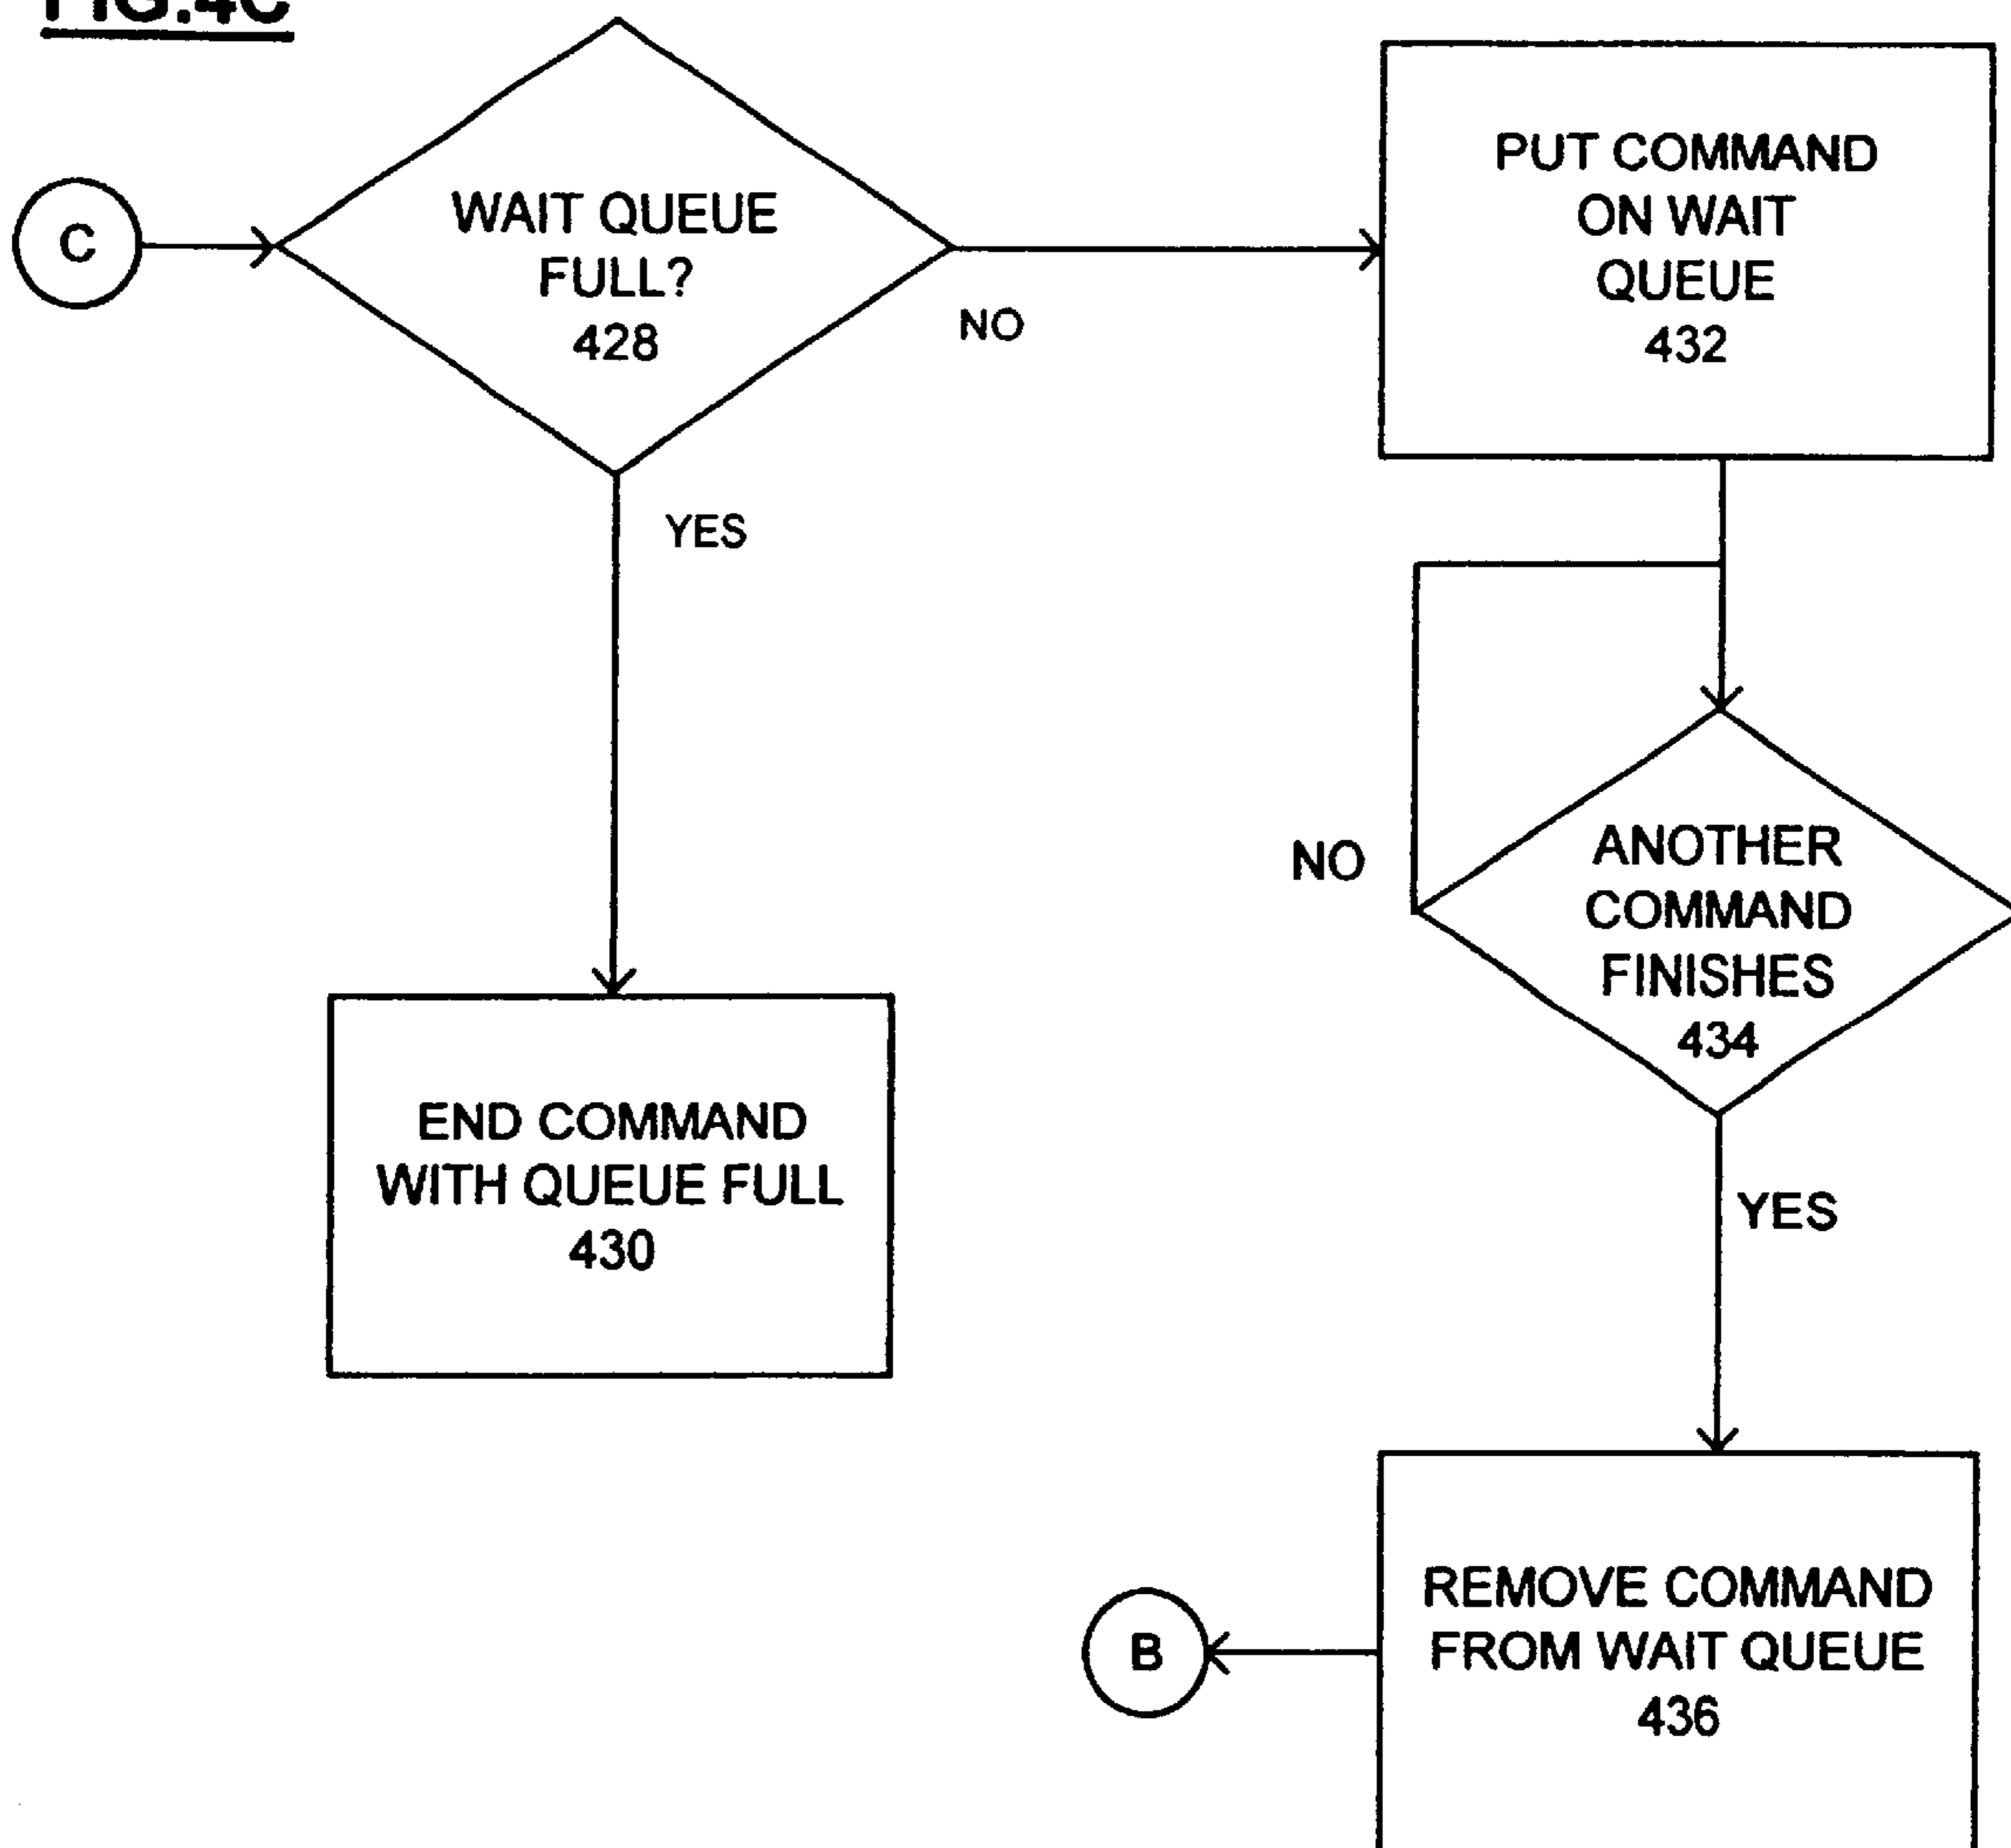 FIG.4C
C
WAIT QUEUE
FULL?
428
NO
YES
PUT COMMAND
ON WAIT
QUEUE
432
NO
ANOTHER
COMMAND
FINISHES
434
YES
END COMMAND
WITH QUEUE FULL
430
B
REMOVE COMMAND
FROM WAIT QUEUE
436